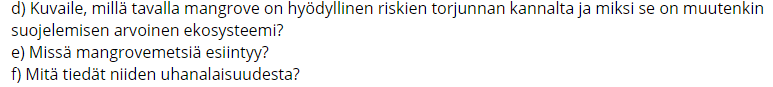 d) Kuvaile, millä tavalla mangrove on hyödyllinen riskien torjunnan kannalta ja miksi se on muutenkin
suojelemisen arvoinen ekosysteemi?
e) Missä mangrovemetsiä esiintyy?
f) Mitä tiedät niiden uhanalaisuudesta?